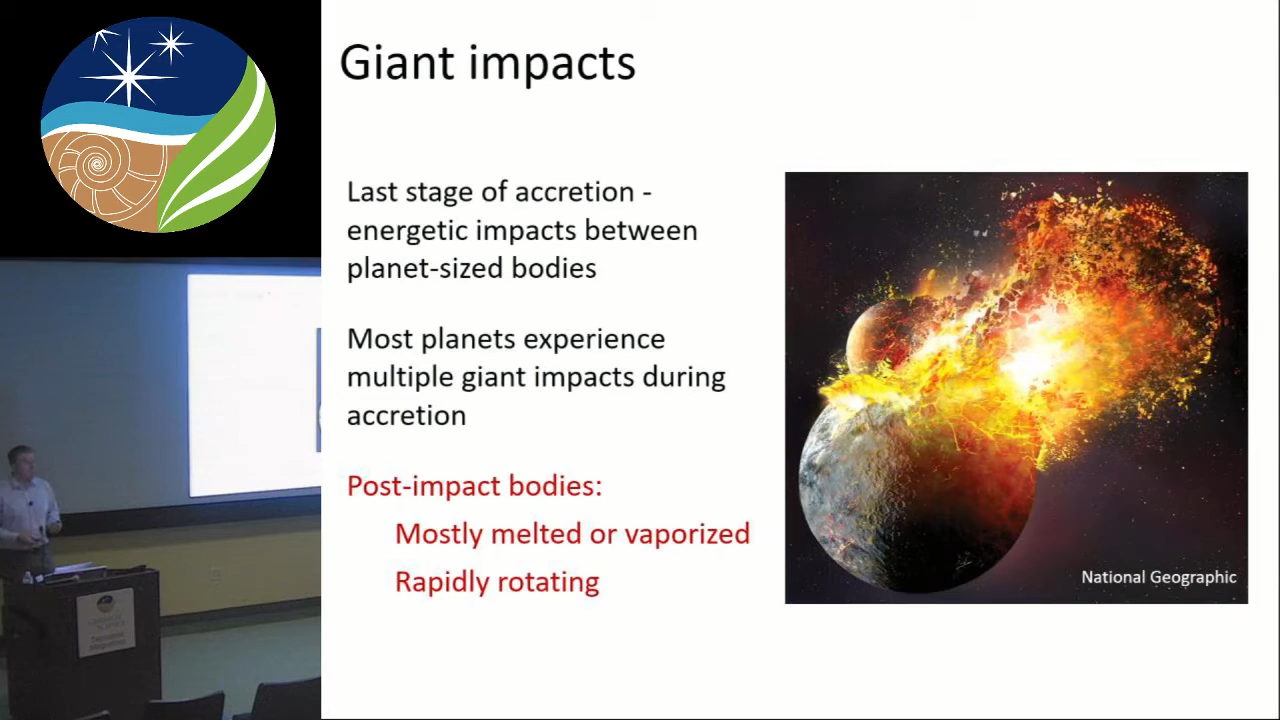 Giant impacts
Last stage of accretion -
energetic impacts between
planet-sized bodies
Most planets experience
multiple giant impacts during
accretion
Post-impact bodies:
Mostly melted or vaporized
Rapidly rotating
National Geographic